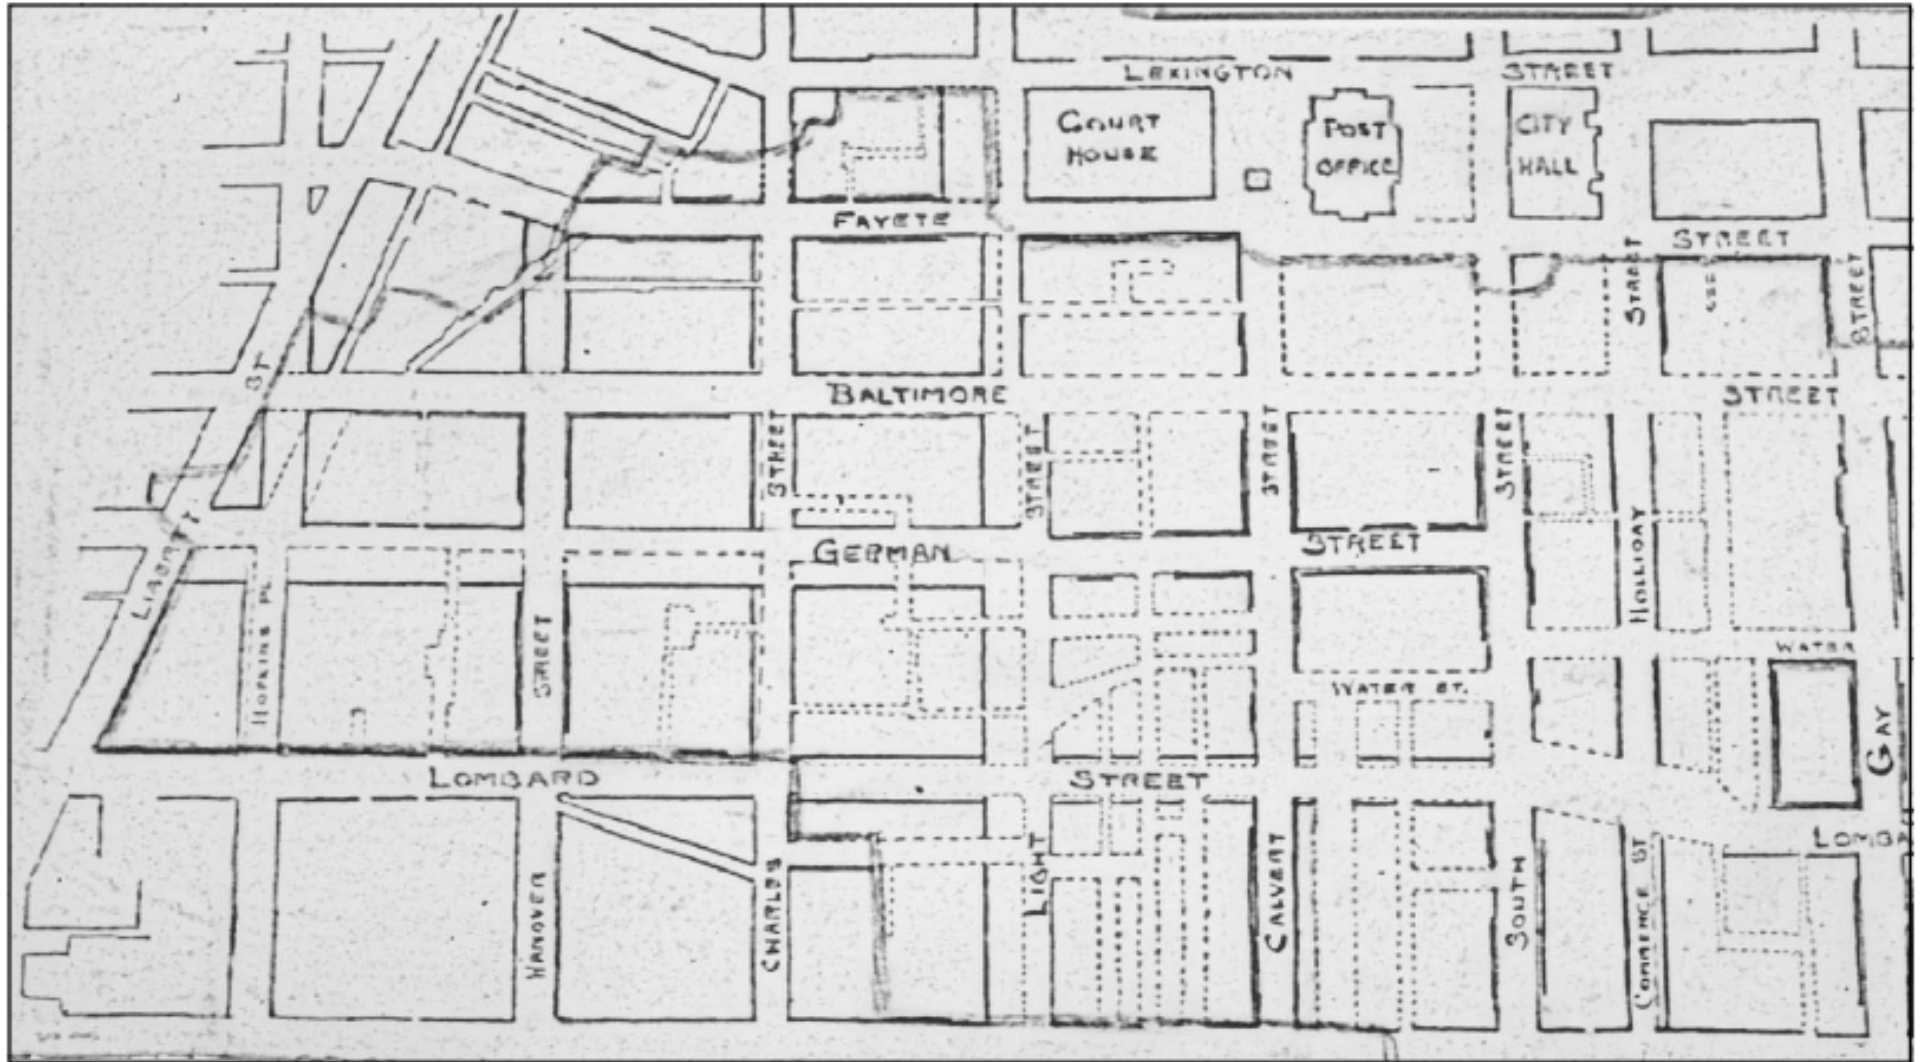 LEXINGTON STREET
COURT HOUSE
POST OFFICE
CITY HALL
FAYETE STREET
STREET
STREET
ST
BALTIMORE STREET
STREET
STREET
STREET
STREET
LIABRTY
GERMAN STREET
HOLLIDAY
HOPKINS PL.
STREET
WATER
WATER ST.
GAY
LOMBARD STREET
LOMBA
HANOVER
CHARLES
LIGHT
CALVERT
SOUTH
COMMERCE ST